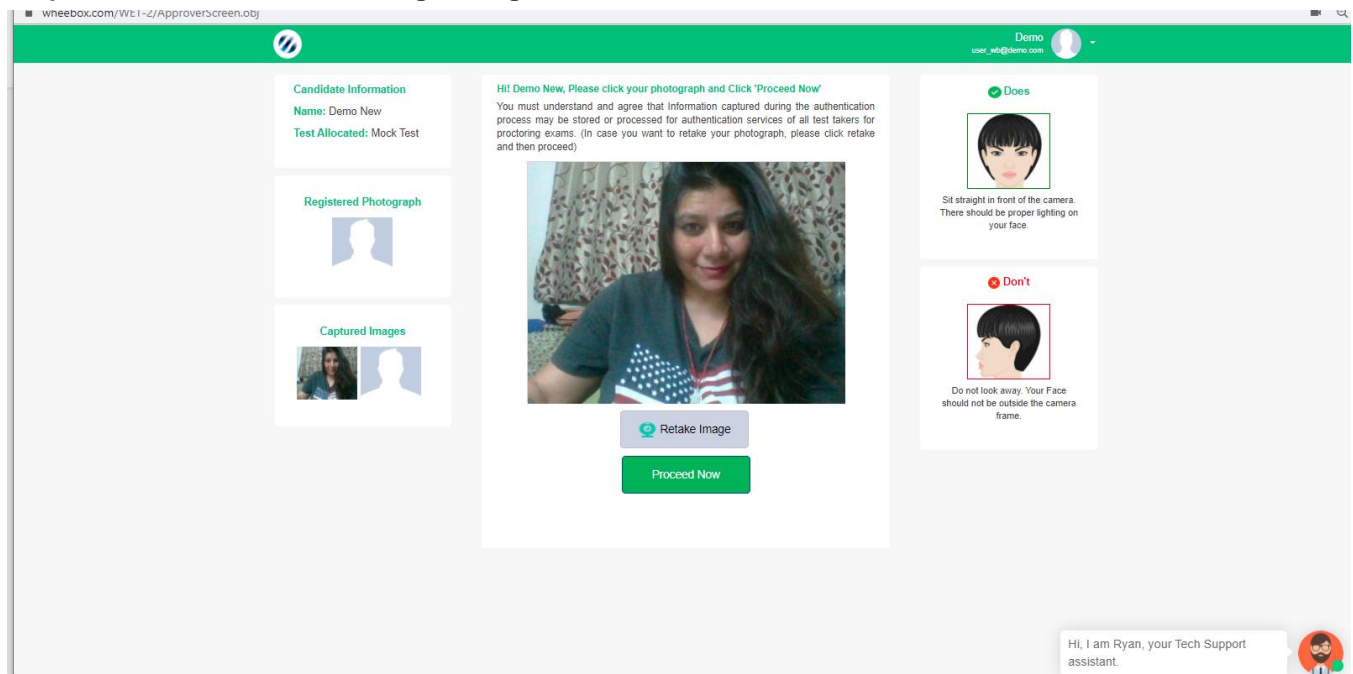 wheebox.com/WET-2/ApproverScreen.obj
Demo
user_wb@demo.com
Candidate Information
Name: Demo New
Test Allocated: Mock Test
Registered Photograph
Captured Images
Hi! Demo New, Please click your photograph and Click 'Proceed Now'
You must understand and agree that Information captured during the authentication
process may be stored or processed for authentication services of all test takers for
proctoring exams. (In case you want to retake your photograph, please click retake
and then proceed)
Retake Image
Proceed Now
Does
Sit straight in front of the camera.
There should be proper lighting on
your face.
Don't
Do not look away. Your Face
should not be outside the camera
frame.
Hi, I am Ryan, your Tech Support
assistant.